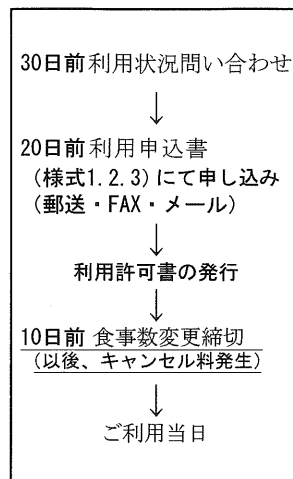 30日前利用状況問い合わせ
↓
20日前利用申込書
(様式1.2.3)にて申し込み
(郵送・FAX・メール)
↓
利用許可書の発行
↓
10日前 食事数変更締切
(以後、キャンセル料発生)
↓
ご利用当日